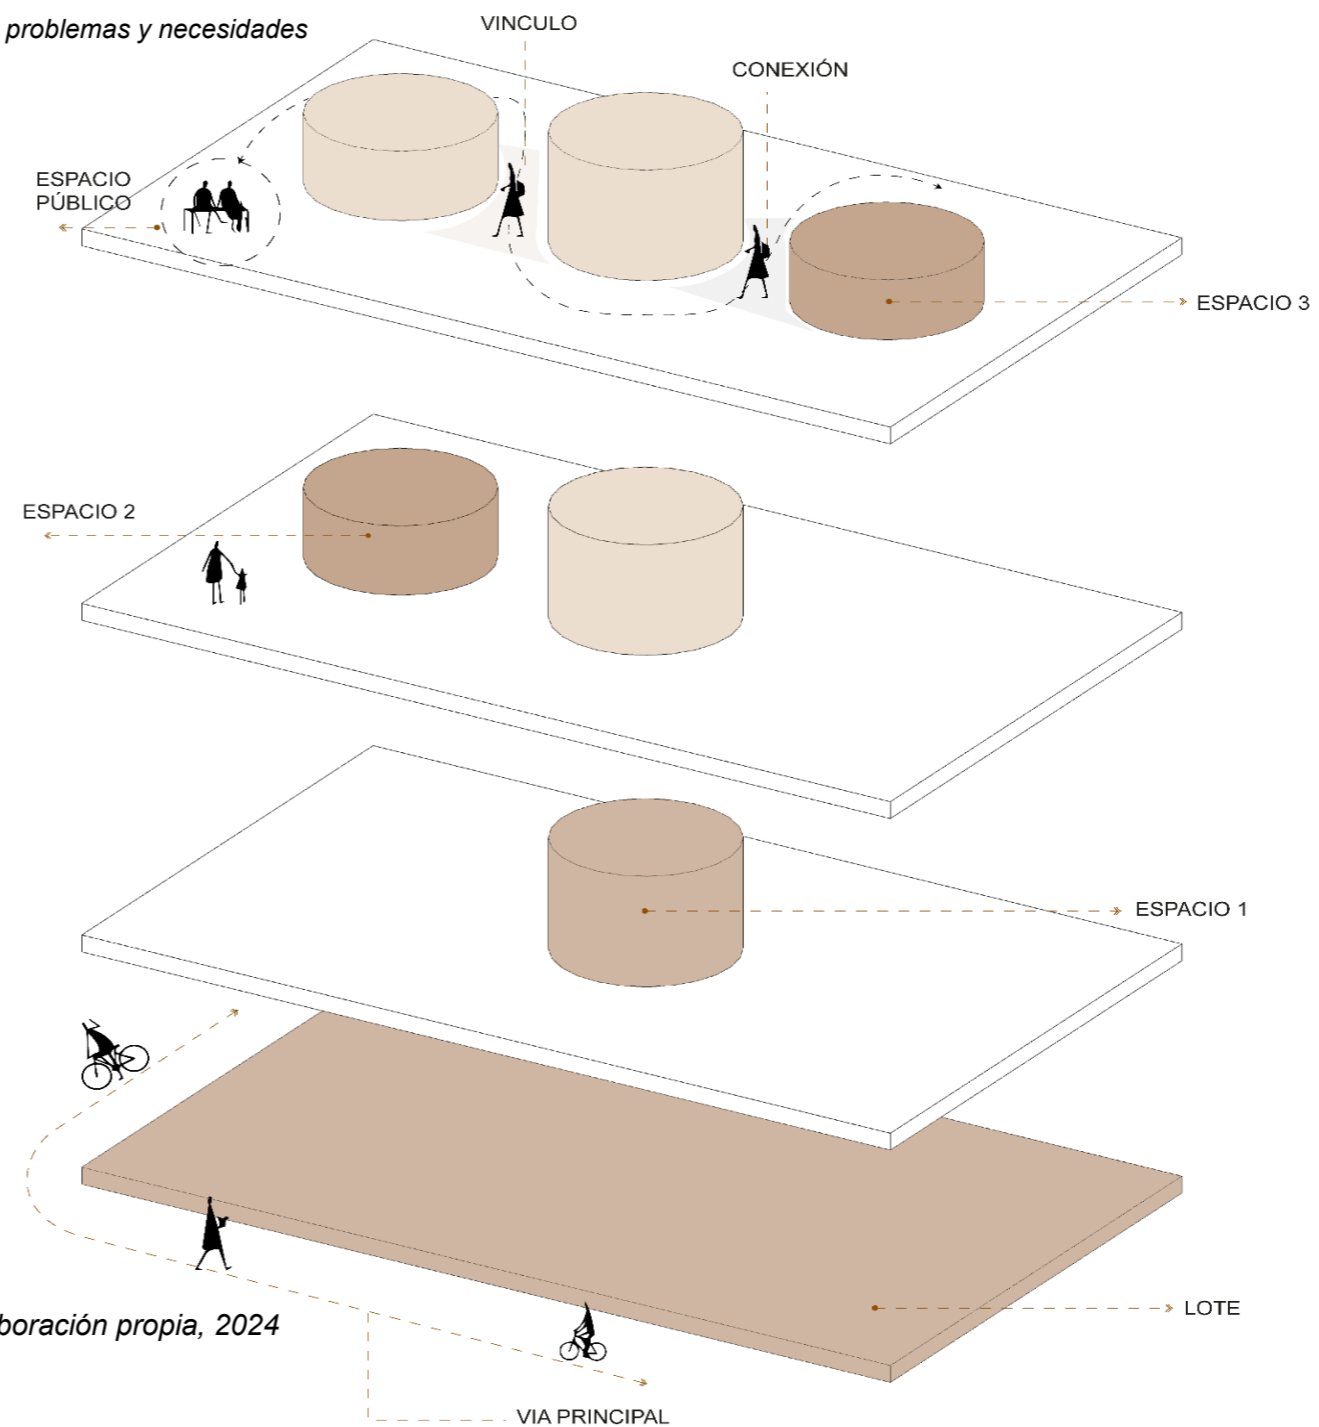 problemas y necesidades
VINCULO
CONEXIÓN
ESPACIO
PÚBLICO
ESPACIO 3
ESPACIO 2
ESPACIO 1
LOTE
boración propia, 2024
VIA PRINCIPAL